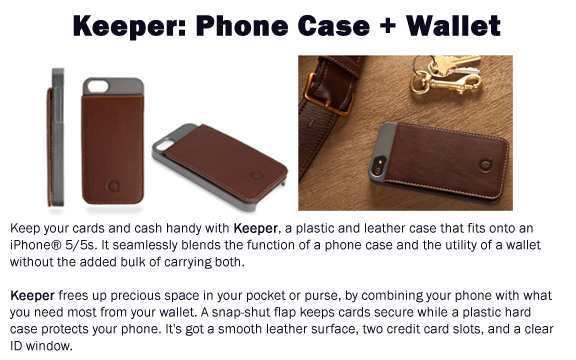 Keeper: Phone Case + Wallet
Keep your cards and cash handy with Keeper, a plastic and leather case that fits onto an
iPhone® 5/5s. It seamlessly blends the function of a phone case and the utility of a wallet
without the added bulk of carrying both.
Keeper frees up precious space in your pocket or purse, by combining your phone with what
you need most from your wallet. A snap-shut flap keeps cards secure while a plastic hard
case protects your phone. It's got a smooth leather surface, two credit card slots, and a clear
ID window.